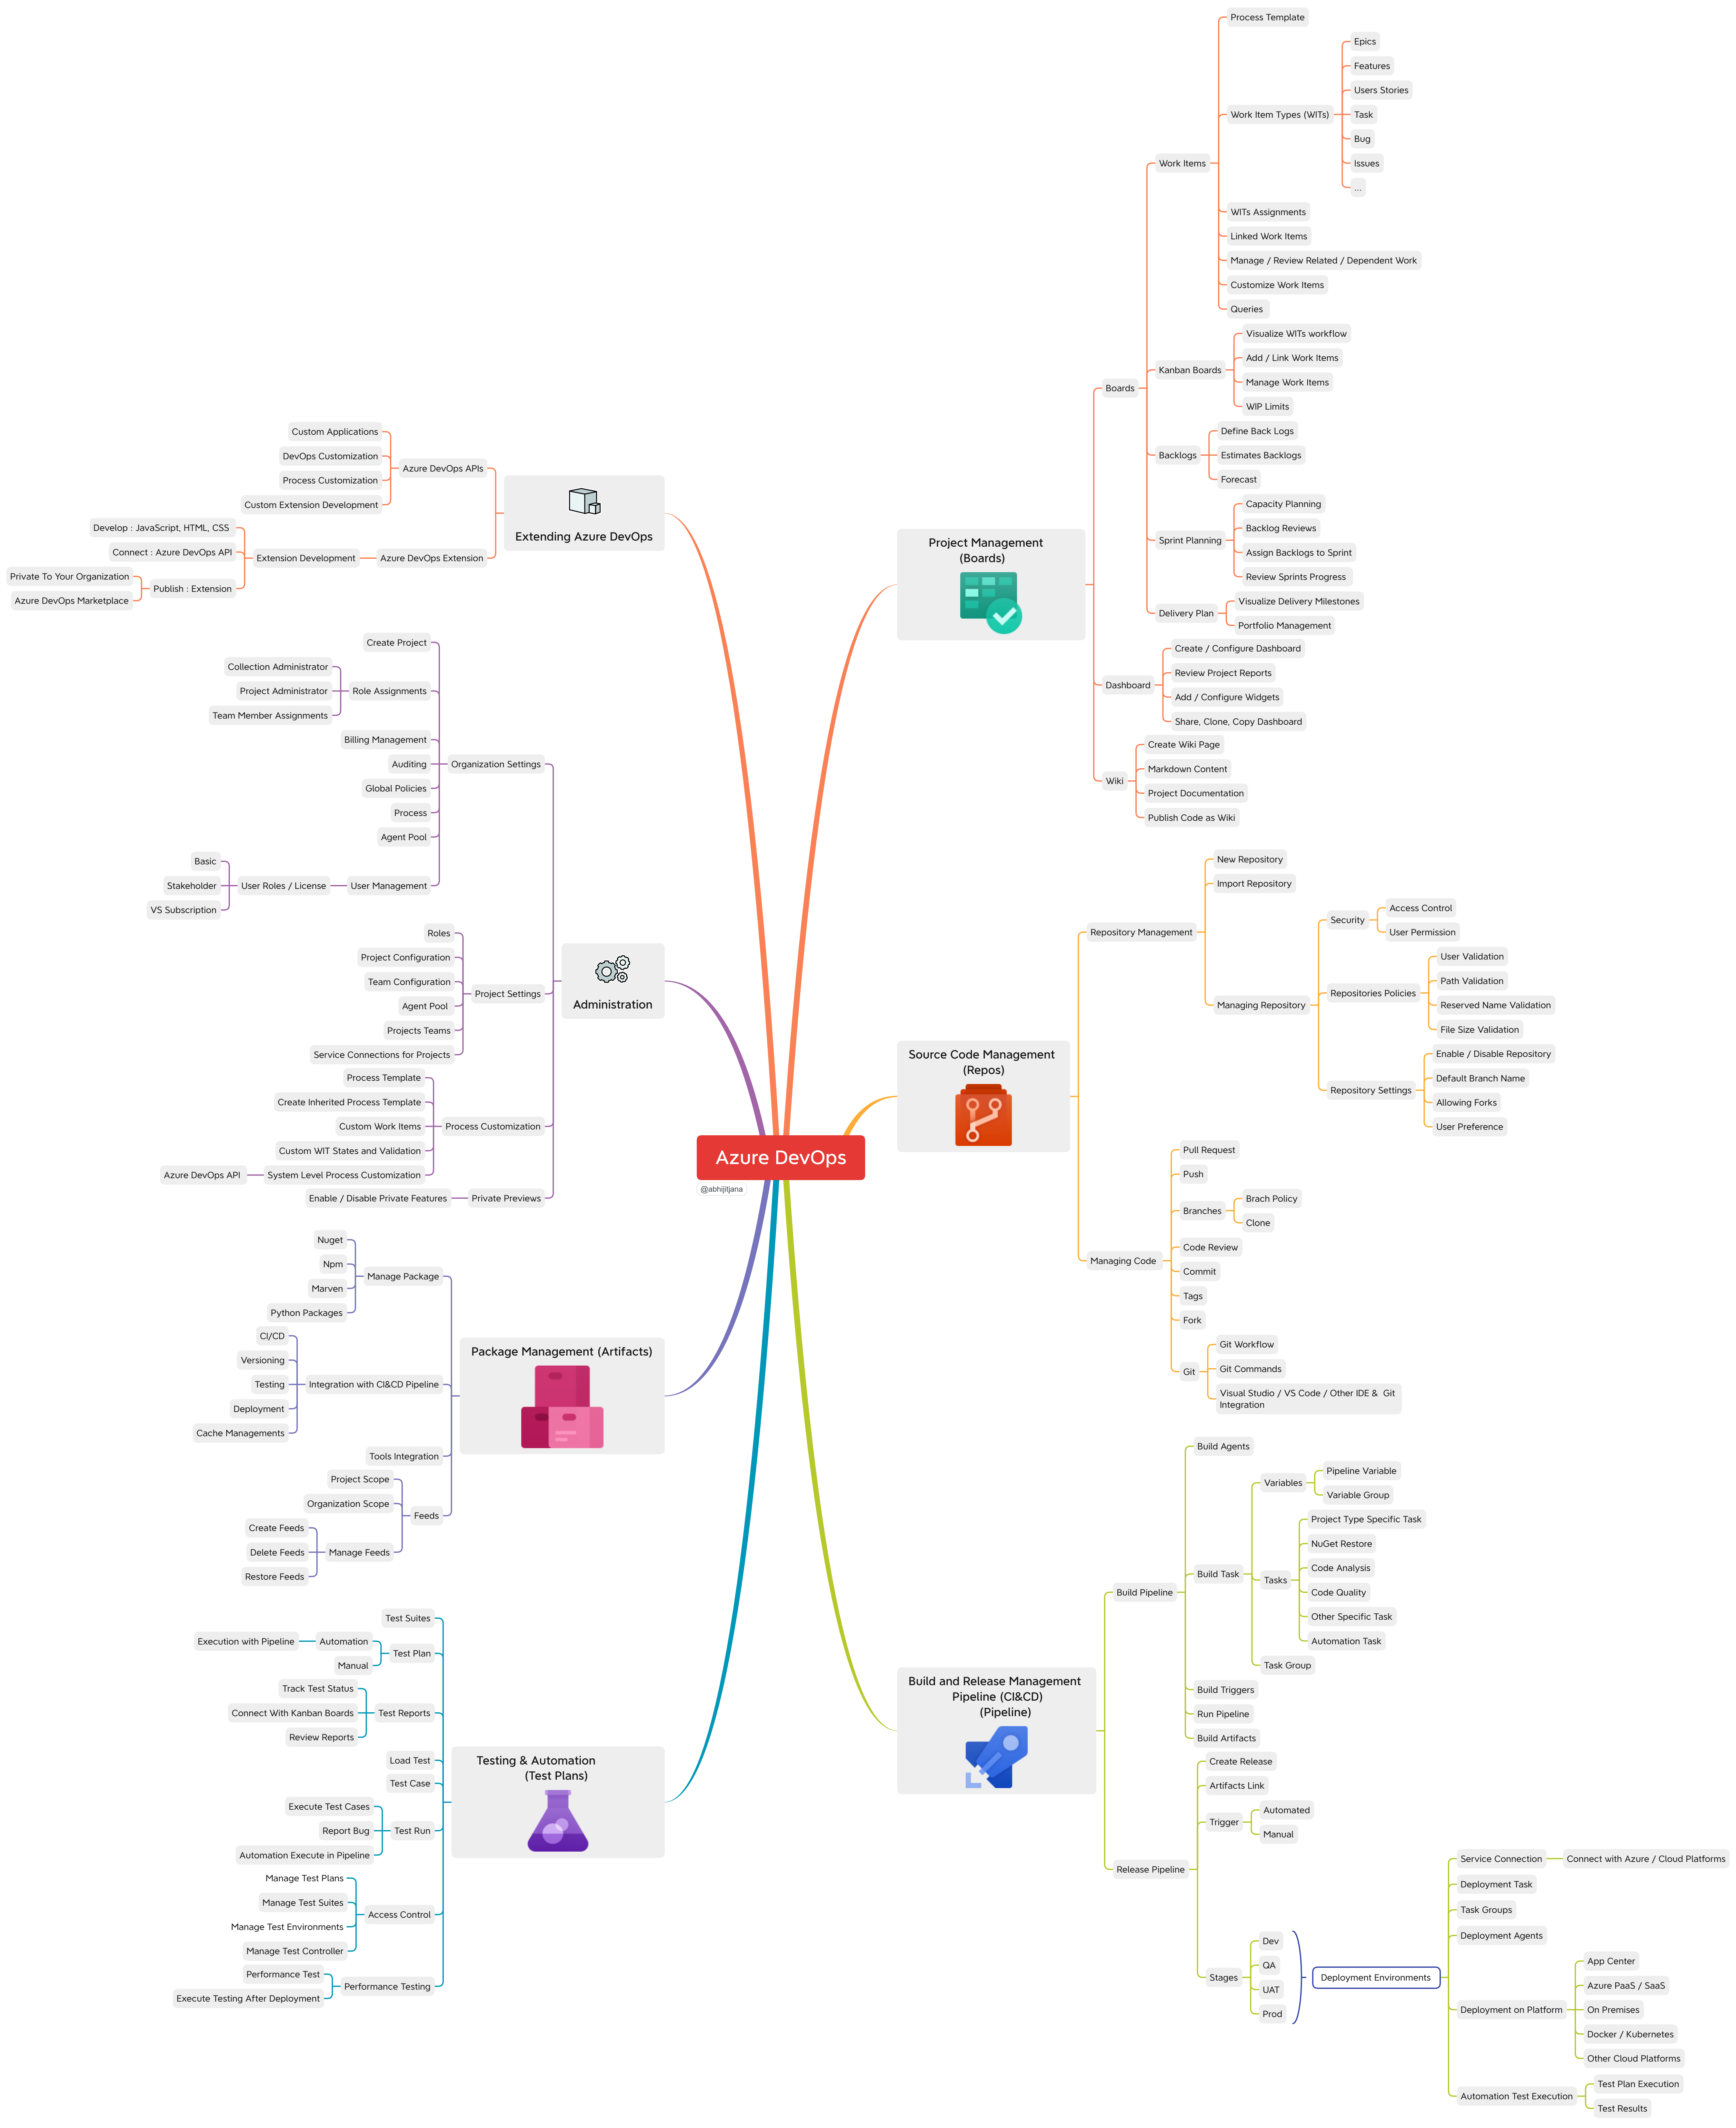 Azure DevOps
@abhijitjana
Project Management
(Boards)
Boards
Work Items
Process Template
Work Item Types (WITs)
Epics
Features
Users Stories
Task
Bug
Issues
...
WITs Assignments
Linked Work Items
Manage / Review Related / Dependent Work
Customize Work Items
Queries
Kanban Boards
Visualize WITs workflow
Add / Link Work Items
Manage Work Items
WIP Limits
Backlogs
Define Back Logs
Estimates Backlogs
Forecast
Sprint Planning
Capacity Planning
Backlog Reviews
Assign Backlogs to Sprint
Review Sprints Progress
Delivery Plan
Visualize Delivery Milestones
Portfolio Management
Dashboard
Create / Configure Dashboard
Review Project Reports
Add / Configure Widgets
Share, Clone, Copy Dashboard
Wiki
Create Wiki Page
Markdown Content
Project Documentation
Publish Code as Wiki
Source Code Management
(Repos)
Repository Management
New Repository
Import Repository
Managing Repository
Security
Access Control
User Permission
Repositories Policies
User Validation
Path Validation
Reserved Name Validation
File Size Validation
Repository Settings
Enable / Disable Repository
Default Branch Name
Allowing Forks
User Preference
Managing Code
Pull Request
Push
Branches
Brach Policy
Clone
Code Review
Commit
Tags
Fork
Git
Git Workflow
Git Commands
Visual Studio / VS Code / Other IDE & Git
Integration
Build and Release Management
Pipeline (CI&CD)
(Pipeline)
Build Pipeline
Build Agents
Build Task
Variables
Pipeline Variable
Variable Group
Tasks
Project Type Specific Task
NuGet Restore
Code Analysis
Code Quality
Other Specific Task
Automation Task
Task Group
Build Triggers
Run Pipeline
Build Artifacts
Release Pipeline
Create Release
Artifacts Link
Trigger
Automated
Manual
Stages
Dev
QA
UAT
Prod
Deployment Environments
Service Connection
Connect with Azure / Cloud Platforms
Deployment Task
Task Groups
Deployment Agents
Deployment on Platform
App Center
Azure PaaS / SaaS
On Premises
Docker / Kubernetes
Other Cloud Platforms
Automation Test Execution
Test Plan Execution
Test Results
Extending Azure DevOps
Azure DevOps APIs
Custom Applications
DevOps Customization
Process Customization
Custom Extension Development
Azure DevOps Extension
Extension Development
Develop : JavaScript, HTML, CSS
Connect : Azure DevOps API
Publish : Extension
Private To Your Organization
Azure DevOps Marketplace
Administration
Organization Settings
Create Project
Role Assignments
Collection Administrator
Project Administrator
Team Member Assignments
Billing Management
Auditing
Global Policies
Process
Agent Pool
User Management
User Roles / License
Basic
Stakeholder
VS Subscription
Project Settings
Roles
Project Configuration
Team Configuration
Agent Pool
Projects Teams
Service Connections for Projects
Process Customization
Process Template
Create Inherited Process Template
Custom Work Items
Custom WIT States and Validation
System Level Process Customization
Azure DevOps API
Private Previews
Enable / Disable Private Features
Package Management (Artifacts)
Manage Package
Nuget
Npm
Marven
Python Packages
Integration with CI&CD Pipeline
CI/CD
Versioning
Testing
Deployment
Cache Managements
Tools Integration
Feeds
Project Scope
Organization Scope
Manage Feeds
Create Feeds
Delete Feeds
Restore Feeds
Testing & Automation
(Test Plans)
Test Suites
Test Plan
Automation
Execution with Pipeline
Manual
Test Reports
Track Test Status
Connect With Kanban Boards
Review Reports
Load Test
Test Case
Test Run
Execute Test Cases
Report Bug
Automation Execute in Pipeline
Access Control
Manage Test Plans
Manage Test Suites
Manage Test Environments
Manage Test Controller
Performance Testing
Performance Test
Execute Testing After Deployment